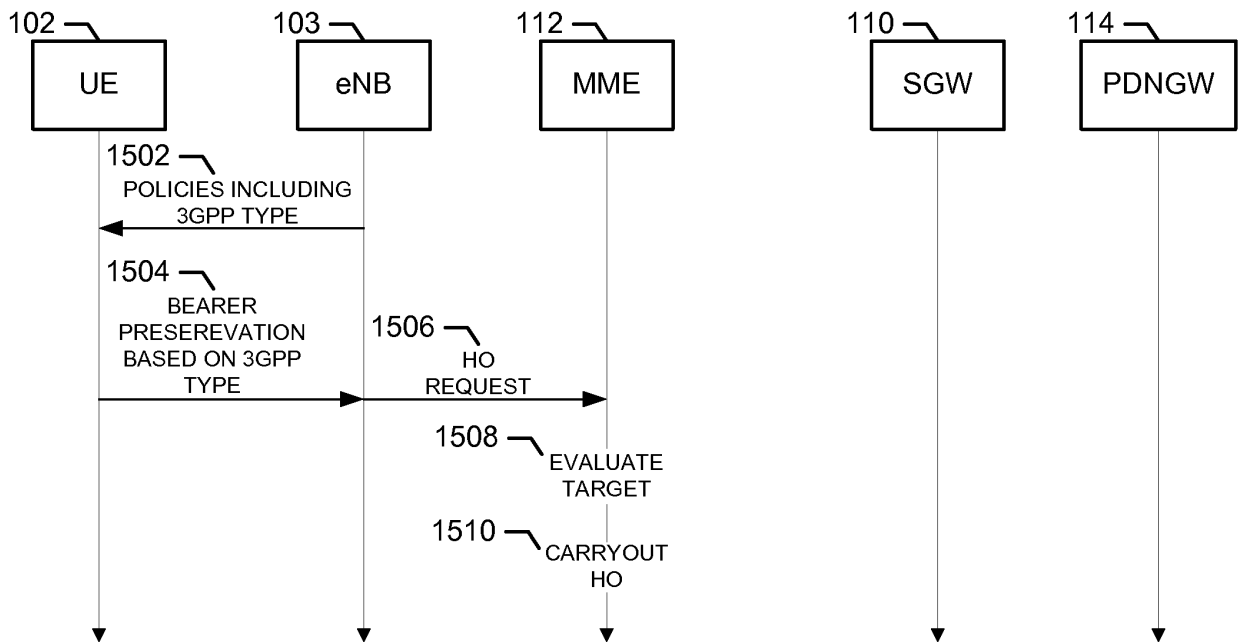 102
103
112
110
114
UE
eNB
MME
SGW
PDNGW
1502
POLICIES INCLUDING
3GPP TYPE
1504
BEARER
PRESEREVATION
BASED ON 3GPP
TYPE
1506
HO
REQUEST
1508
EVALUATE
TARGET
1510
CARRYOUT
HO